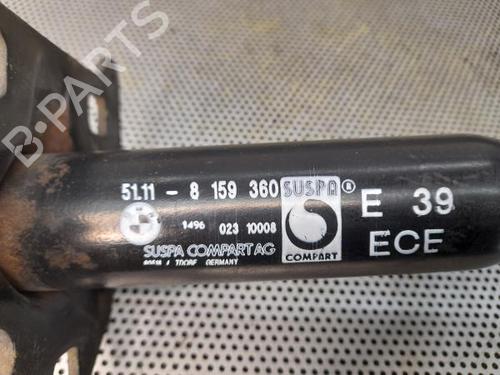 B-PARTS
51.11 - 8 159 360
1496 023 10008
SUSPA COMPART AG
GERMANY
SUSPA ®
COMPART
E 39
ECE